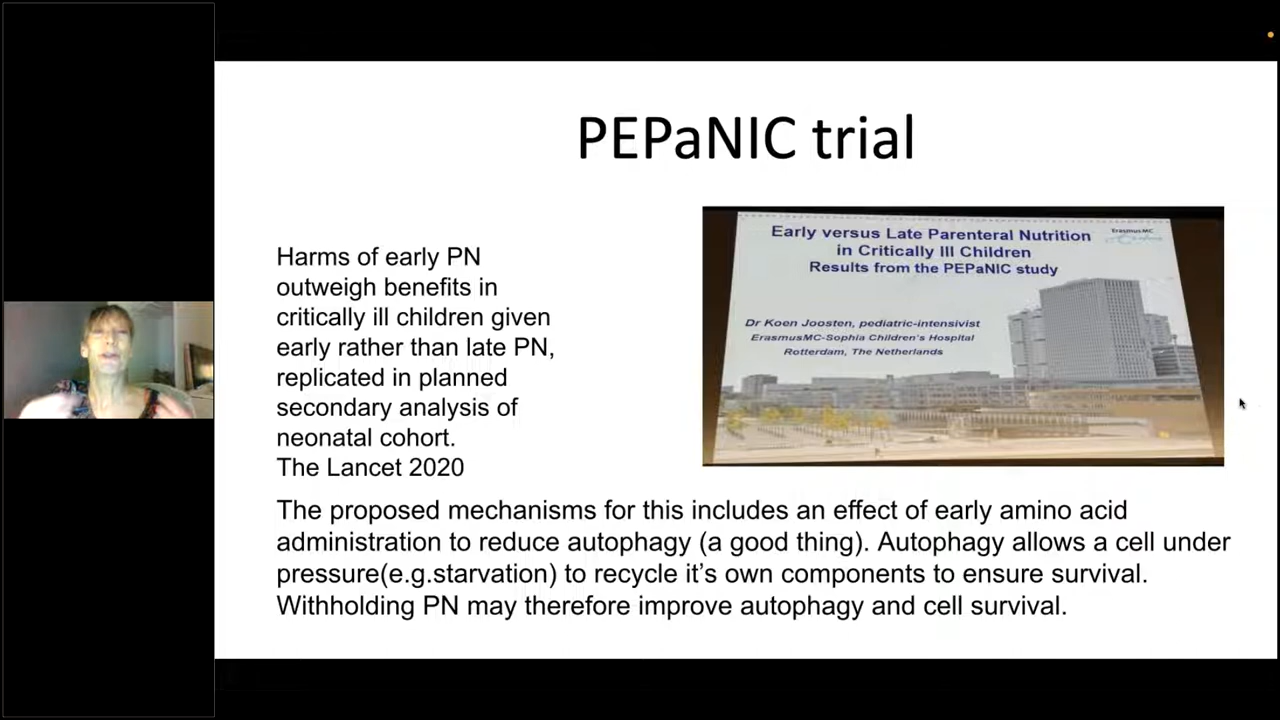 PEPaNIC trial
Harms of early PN
outweigh benefits in
critically ill children given
early rather than late PN,
replicated in planned
secondary analysis of
neonatal cohort.
The Lancet 2020
Early versus Late Parenteral Nutrition
in Critically Ill Children
Results from the PEPaNIC study
Erasmus MC
Dr Koen Joosten, pediatric-intensivist
ErasmusMC-Sophia Children's Hospital
Rotterdam, The Netherlands
The proposed mechanisms for this includes an effect of early amino acid
administration to reduce autophagy (a good thing). Autophagy allows a cell under
pressure(e.g.starvation) to recycle it’s own components to ensure survival.
Withholding PN may therefore improve autophagy and cell survival.